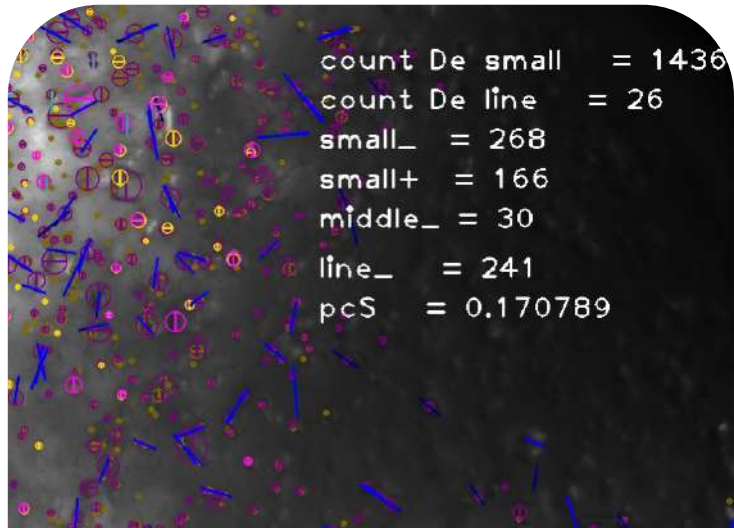 count De small = 1436
count De line = 26
small_ = 268
small+ = 166
middle_ = 30
line_ = 241
pcS = 0.170789